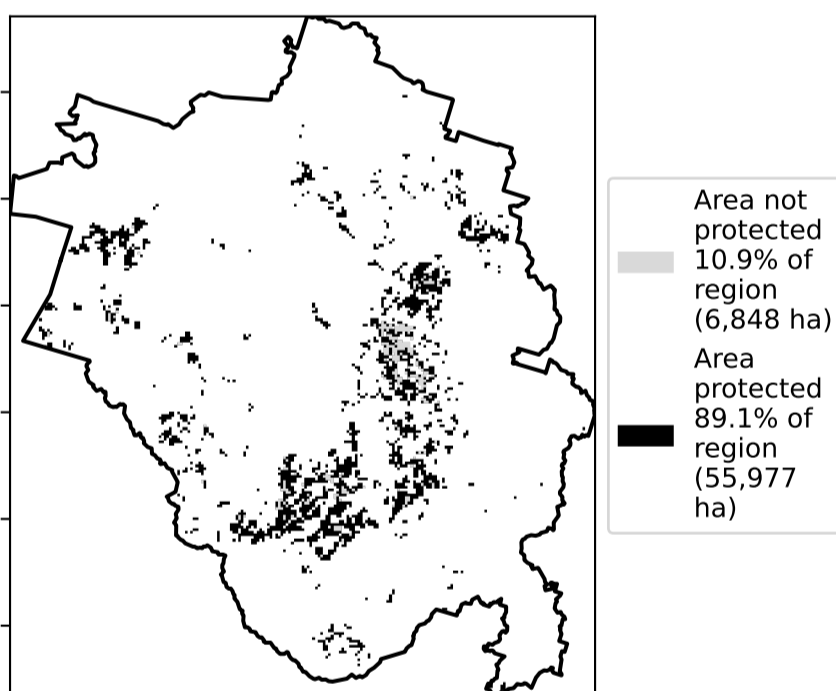 Area not
protected
10.9% of
region
(6,848 ha)
Area
protected
89.1% of
region
(55,977
ha)